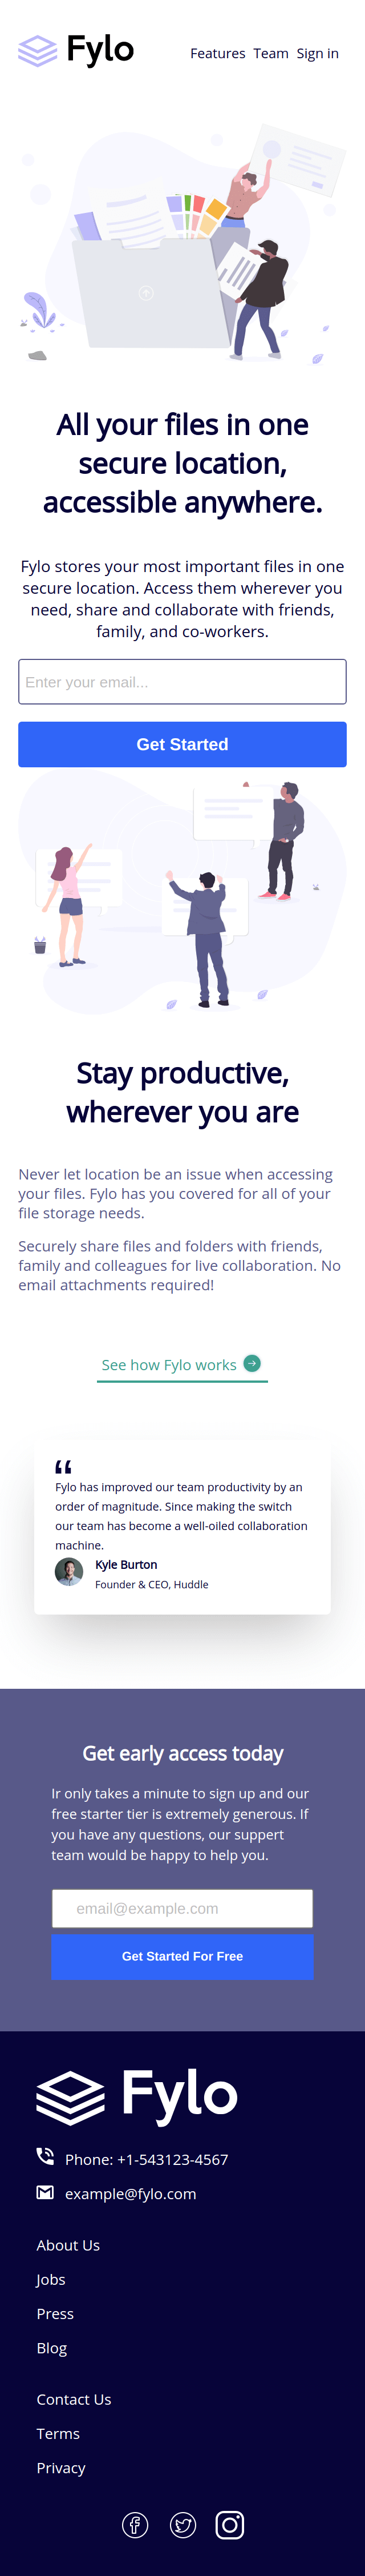 Fylo
Features Team Sign in
All your files in one
secure location,
accessible anywhere.
Fylo stores your most important files in one
secure location. Access them wherever you
need, share and collaborate with friends,
family, and co-workers.
Enter your email...
Get Started
Stay productive,
wherever you are
Never let location be an issue when accessing
your files. Fylo has you covered for all of your
file storage needs.
Securely share files and folders with friends,
family and colleagues for live collaboration. No
email attachments required!
See how Fylo works
“
Fylo has improved our team productivity by an
order of magnitude. Since making the switch
our team has become a well-oiled collaboration
machine.
Kyle Burton
Founder & CEO, Huddle
Get early access today
Ir only takes a minute to sign up and our
free starter tier is extremely generous. If
you have any questions, our suppert
team would be happy to help you.
email@example.com
Get Started For Free
Fylo
Phone: +1-543123-4567
example@fylo.com
About Us
Jobs
Press
Blog
Contact Us
Terms
Privacy